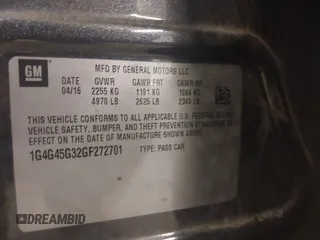 GM
MFD BY GENERAL MOTORS LLC
DATE GVWR GAWR FRT GAWR RR
04/16 2255 KG 1191 KG 1064 KG
4970 LB 2625 LB 2345 LB
THIS VEHICLE CONFORMS TO ALL APPLICABLE U.S. FEDERAL MOTOR
VEHICLE SAFETY, BUMPER, AND THEFT PREVENTION STANDARDS IN
EFFECT ON THE DATE OF MANUFACTURE SHOWN ABOVE.
1G4G45G32GF272701 TYPE: PASS CAR
DREAMBID